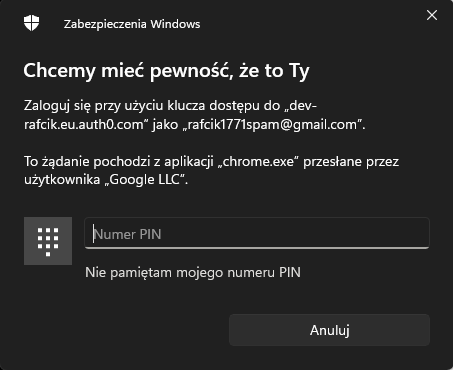 Zabezpieczenia Windows
Chcemy mieć pewność, że to Ty
Zaloguj się przy użyciu klucza dostępu do „dev-
rafcik.eu.auth0.com” jako „rafcik1771spam@gmail.com”.
To żądanie pochodzi z aplikacji „chrome.exe” przesłane przez
użytkownika „Google LLC”.
Numer PIN
Nie pamiętam mojego numeru PIN
Anuluj